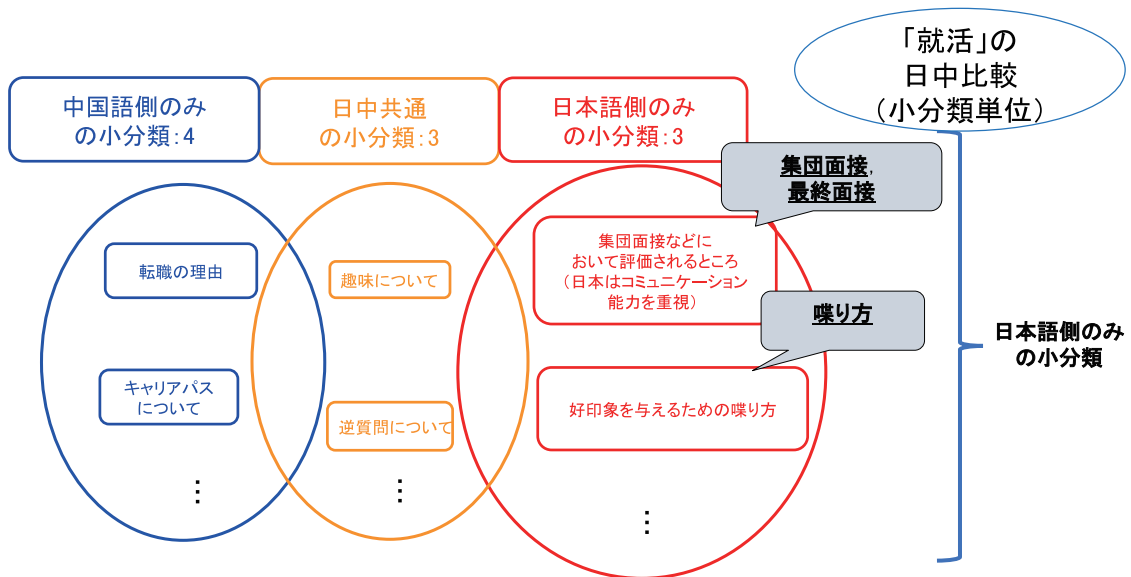 「就活」の
日中比較
（小分類単位）
中国語側のみ
の小分類：4
日中共通
の小分類：3
日本語側のみ
の小分類：3
集団面接，
最終面接
転職の理由
趣味について
集団面接などに
おいて評価されるところ
（日本はコミュニケーション
能力を重視）
喋り方
日本語側のみ
の小分類
キャリアパス
について
逆質問について
好印象を与えるための喋り方
⋮
⋮
⋮